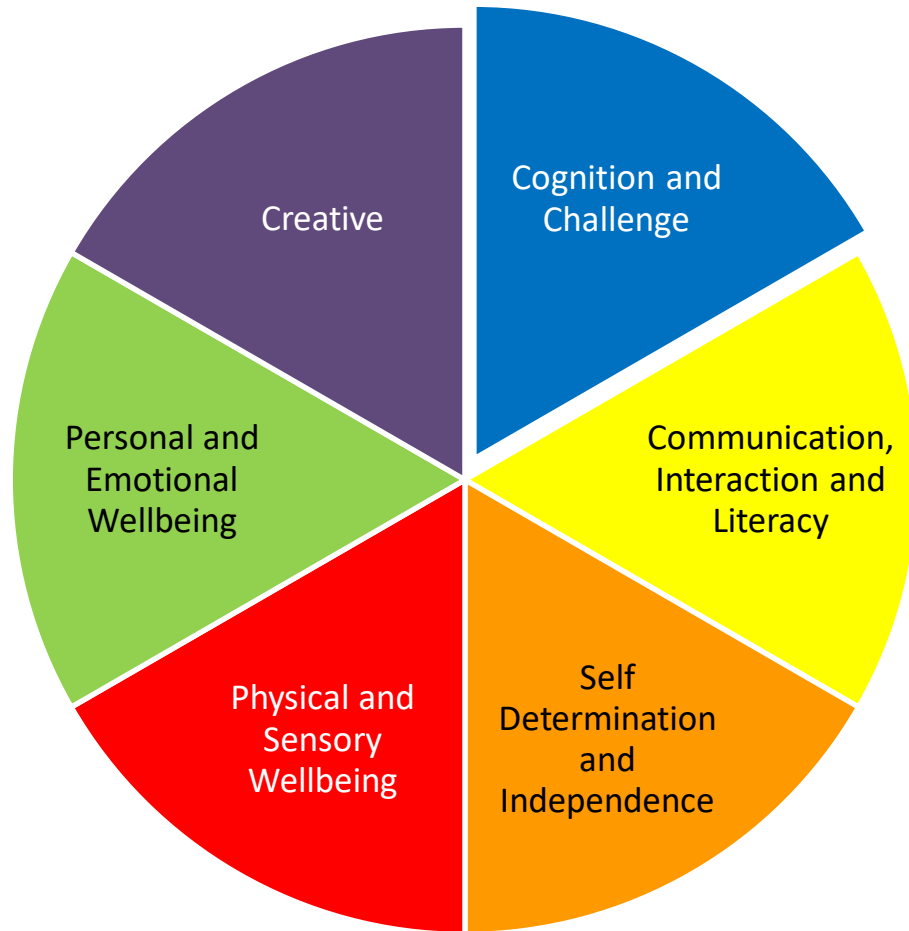 Cognition and
Challenge
Communication,
Interaction and
Literacy
Self
Determination
and
Independence
Physical and
Sensory
Wellbeing
Personal and
Emotional
Wellbeing
Creative